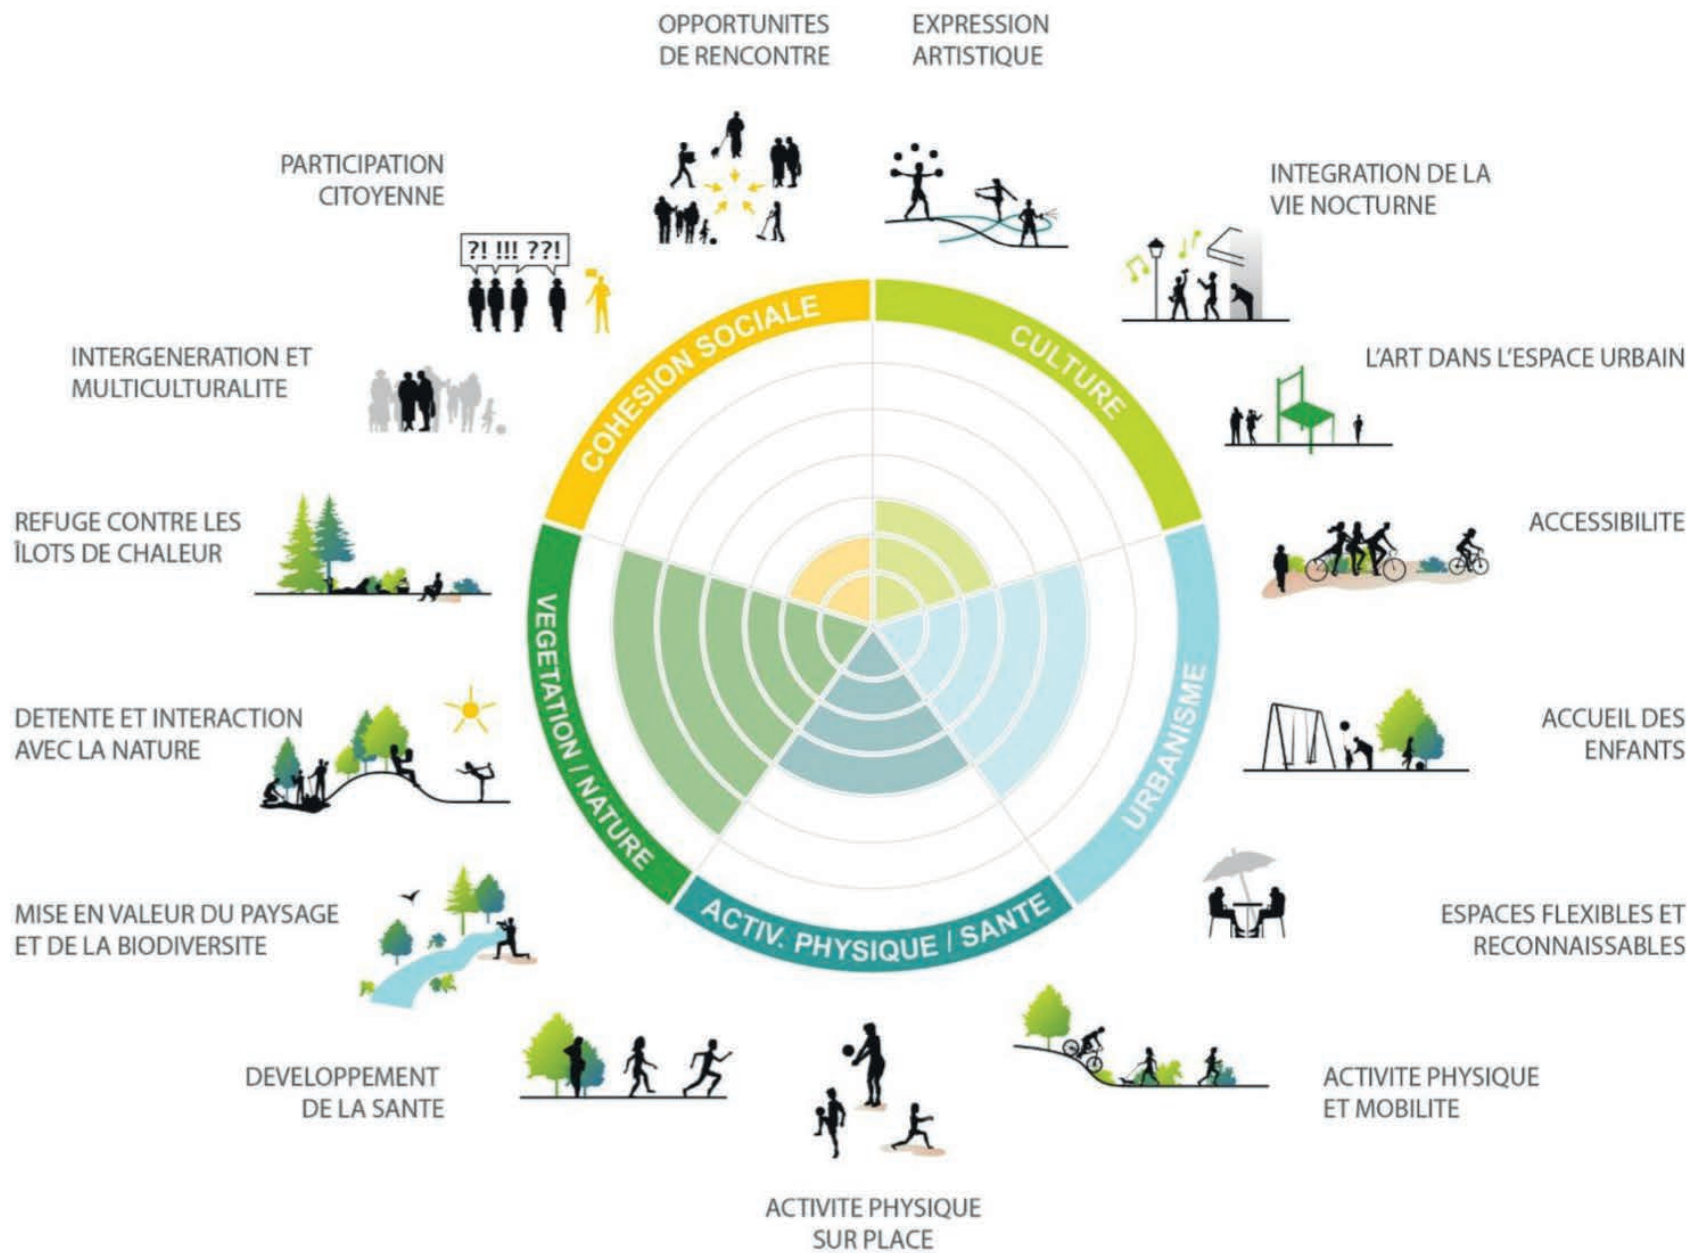 OPPORTUNITES
DE RENCONTRE
EXPRESSION
ARTISTIQUE
PARTICIPATION
CITOYENNE
?! !!! ??!
INTEGRATION DE LA
VIE NOCTURNE
INTERGENERATION ET
MULTICULTURALITE
L'ART DANS L'ESPACE URBAIN
COHESION SOCIALE
CULTURE
REFUGE CONTRE LES
ÎLOTS DE CHALEUR
ACCESSIBILITE
VEGETATION / NATURE
URBANISME
DETENTE ET INTERACTION
AVEC LA NATURE
ACCUEIL DES
ENFANTS
ACTIV. PHYSIQUE / SANTE
MISE EN VALEUR DU PAYSAGE
ET DE LA BIODIVERSITE
ESPACES FLEXIBLES ET
RECONNAISSABLES
DEVELOPPEMENT
DE LA SANTE
ACTIVITE PHYSIQUE
ET MOBILITE
ACTIVITE PHYSIQUE
SUR PLACE